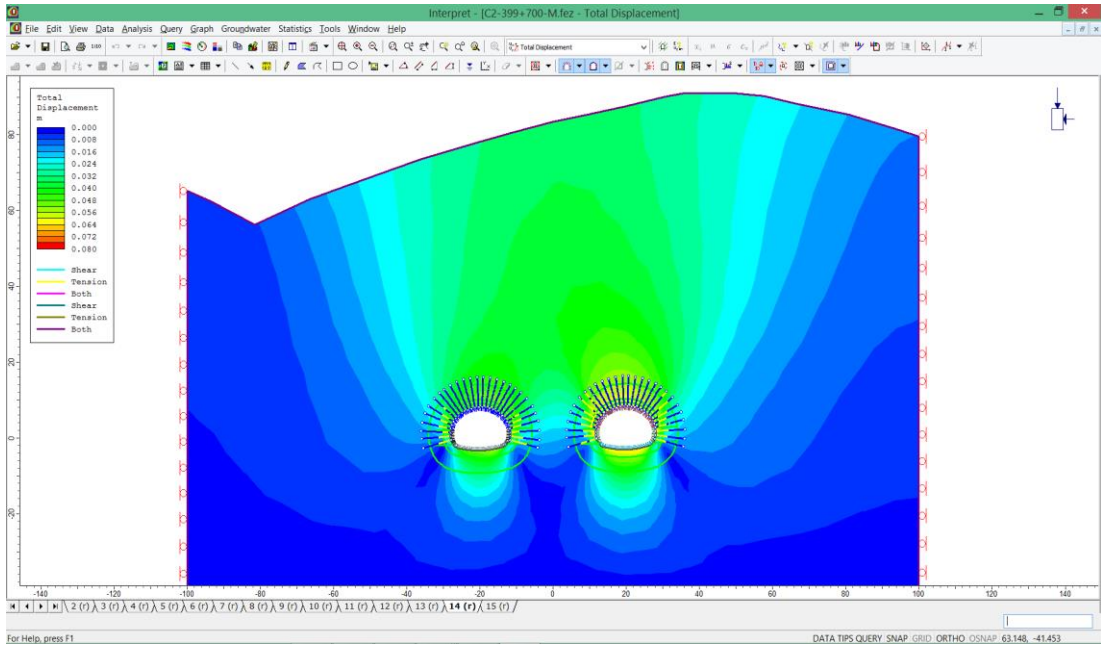 Interpret - [C2-399+700-M.fez - Total Displacement]
File Edit View Data Analysis Query Graph Groundwater Statistics Tools Window Help
Total Displacement
Total
Displacement
m
0.000
0.008
0.016
0.024
0.032
0.040
0.048
0.056
0.064
0.072
0.080
Shear
Tension
Both
Shear
Tension
Both
80
60
40
20
0
-20
-140 -120 -100 -80 -60 -40 -20 0 20 40 60 80 100 120 140
2 (r) 3 (r) 4 (r) 5 (r) 6 (r) 7 (r) 8 (r) 9 (r) 10 (r) 11 (r) 12 (r) 13 (r) 14 (r) 15 (r)
For Help, press F1
DATA TIPS QUERY SNAP GRID ORTHO OSNAP 63.148, -41.453